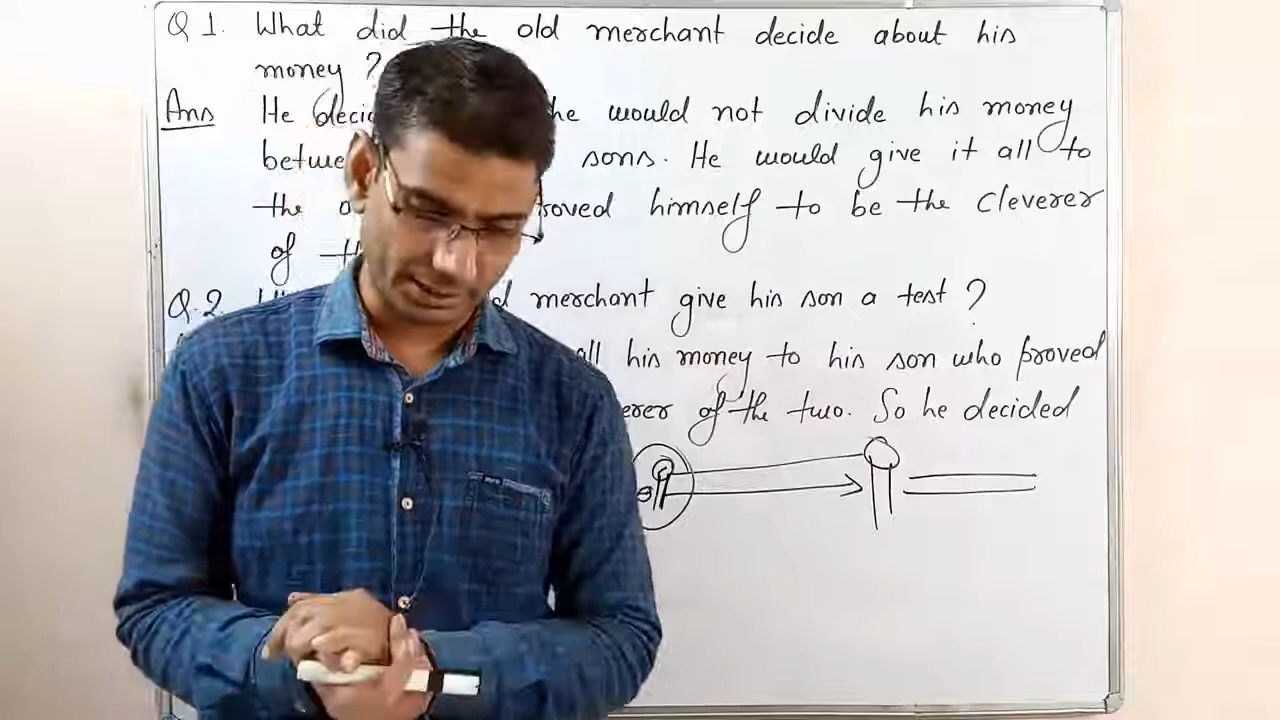 Q 1. What did the old merchant decide about his
money ?
Ans He he would not divide his money
sons. He would give it all to
the himself to be the cleverer
of
Q.2. merchant give his son a test ?
all his money to his son who proved
of the two. So he decided